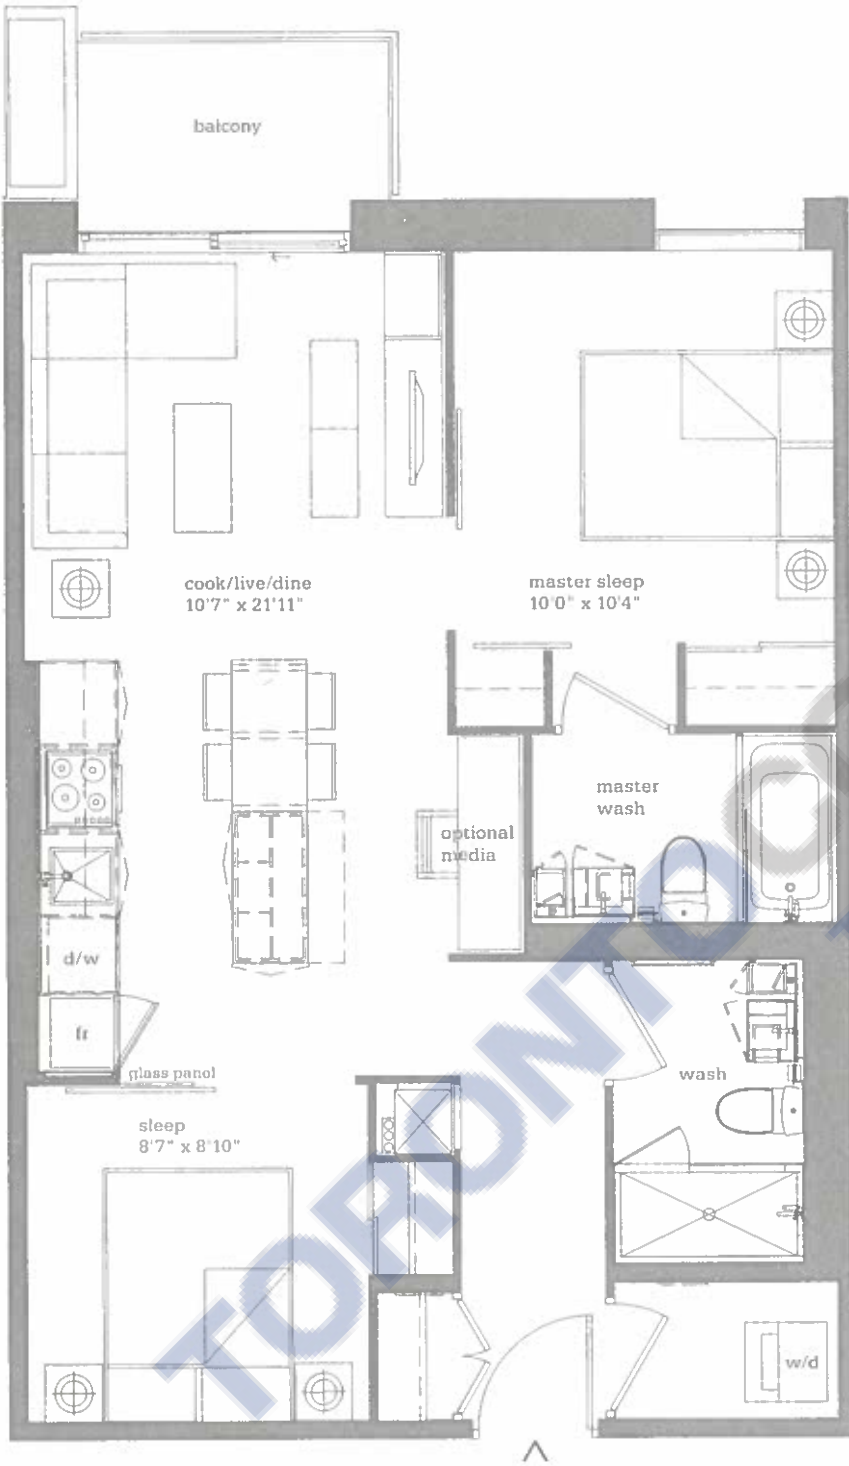 balcony
cook/live/dine
10'7" x 21'11"
master sleep
10'0" x 10'4"
master
wash
optional
media
d/w
fr
glass panel
wash
sleep
8'7" x 8'10"
w/d
TORONTO